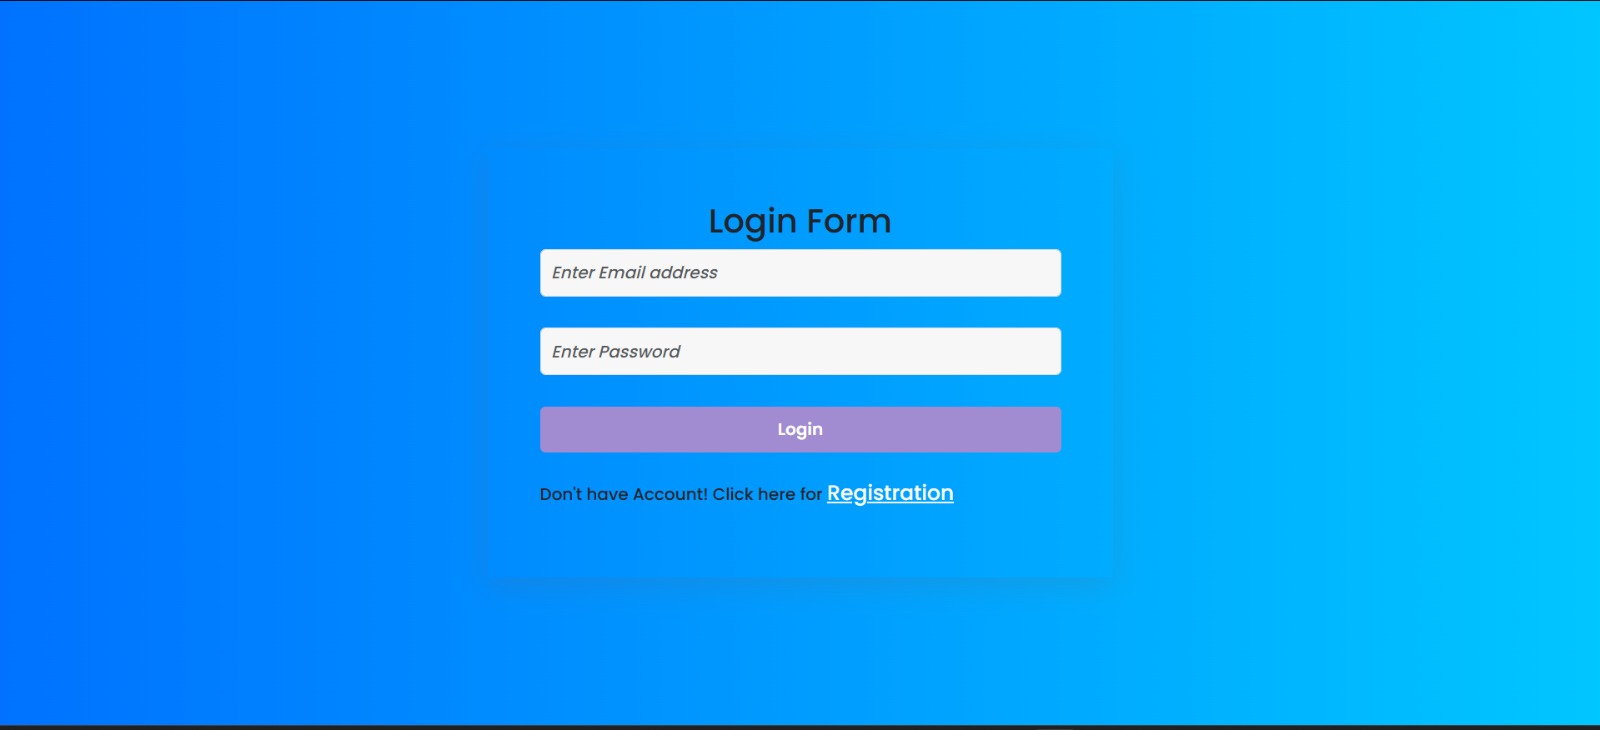 Login Form
Enter Email address
Enter Password
Login
Don't have Account! Click here for Registration